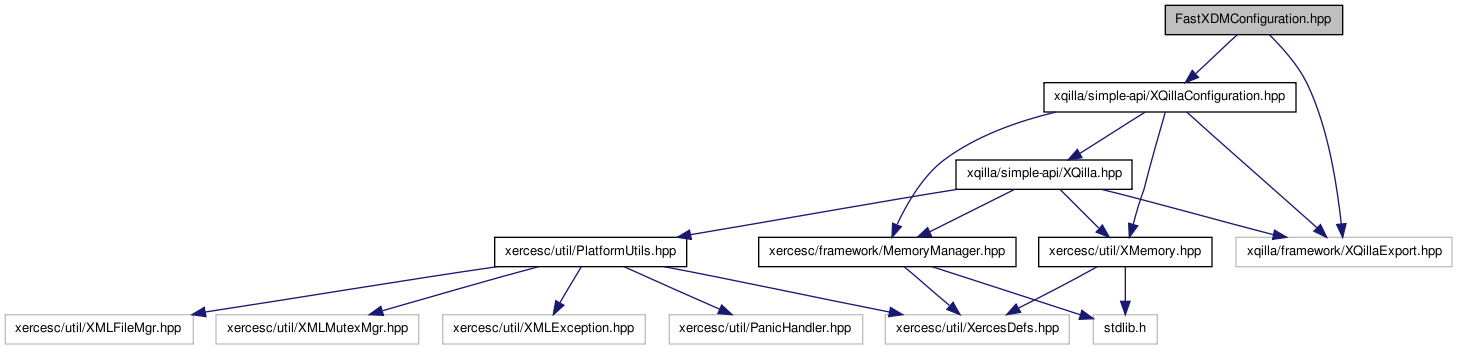 FastXDMConfiguration.hpp
xqilla/simple-api/XQillaConfiguration.hpp
xqilla/simple-api/XQilla.hpp
xercesc/util/PlatformUtils.hpp
xercesc/framework/MemoryManager.hpp
xercesc/util/XMemory.hpp
xqilla/framework/XQillaExport.hpp
xercesc/util/XMLFileMgr.hpp
xercesc/util/XMLMutexMgr.hpp
xercesc/util/XMLException.hpp
xercesc/util/PanicHandler.hpp
xercesc/util/XercesDefs.hpp
stdlib.h